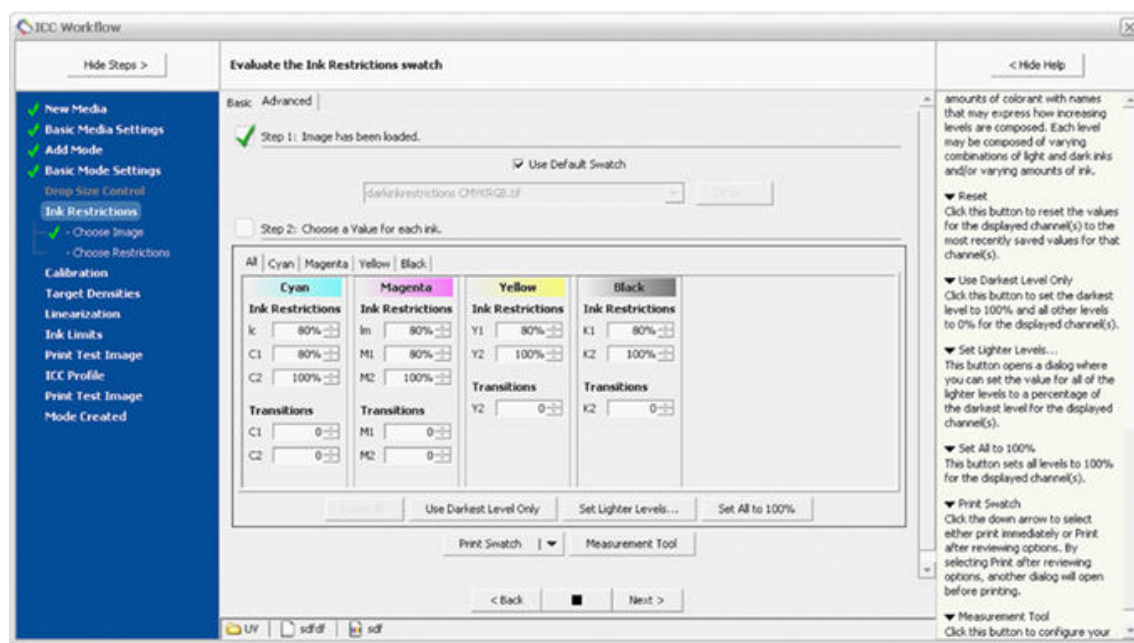 ICC Workflow
Hide Steps >
Evaluate the Ink Restrictions swatch
< Hide Help
New Media
Basic Media Settings
Add Mode
Basic Mode Settings
Drop Size Control
Ink Restrictions
- Choose Image
- Choose Restrictions
Calibration
Target Densities
Linearization
Ink Limits
Print Test Image
ICC Profile
Print Test Image
Mode Created
Basic Advanced
Step 1: Image has been loaded.
Use Default Swatch
darkinkrestrictions CMYKRGB.tif
Step 2: Choose a Value for each ink.
All Cyan Magenta Yellow Black
Cyan Magenta Yellow Black
Ink Restrictions Ink Restrictions Ink Restrictions Ink Restrictions
lc 80% lm 80% Y1 80% K1 80%
C1 80% M1 80% Y2 100% K2 100%
C2 100% M2 100%
Transitions Transitions
Y2 0 K2 0
Transitions Transitions
C1 0 M1 0
C2 0 M2 0
Use Darkest Level Only Set Lighter Levels... Set All to 100%
Print Swatch Measurement Tool
< Back Next >
UV sdfdf sdf
amounts of colorant with names
that may express how increasing
levels are composed. Each level
may be composed of varying
combinations of light and dark inks
and/or varying amounts of ink.
Reset
Click this button to reset the values
for the displayed channel(s) to the
most recently saved values for that
channel(s).
Use Darkest Level Only
Click this button to set the darkest
level to 100% and all other levels
to 0% for the displayed channel(s).
Set Lighter Levels...
This button opens a dialog where
you can set the value for all of the
lighter levels to a percentage of
the darkest level for the displayed
channel(s).
Set All to 100%
This button sets all levels to 100%
for the displayed channel(s).
Print Swatch
Click the down arrow to select
either print immediately or Print
after reviewing options. By
selecting Print after reviewing
options, another dialog will open
before printing.
Measurement Tool
Click this button to configure your